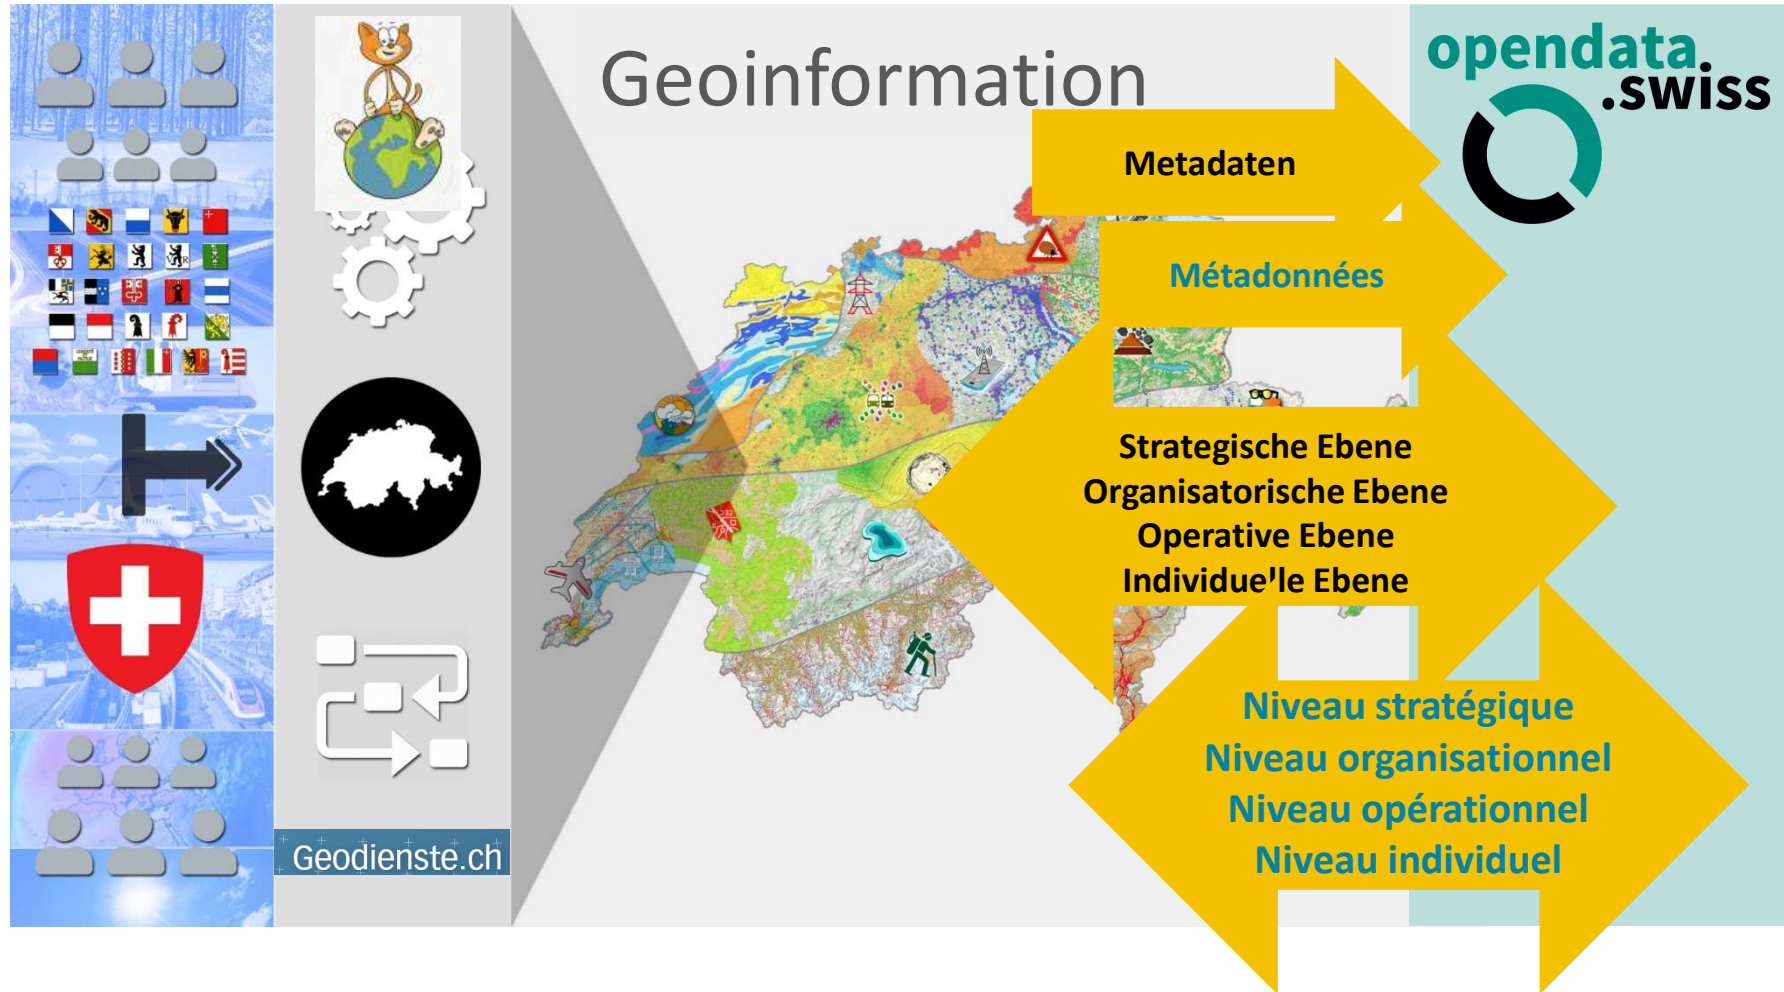 Geoinformation
opendata
.swiss
Metadaten
Métadonnées
Strategische Ebene
Organisatorische Ebene
Operative Ebene
Individuelle Ebene
Niveau stratégique
Niveau organisationnel
Niveau opérationnel
Niveau individuel
Geodienste.ch